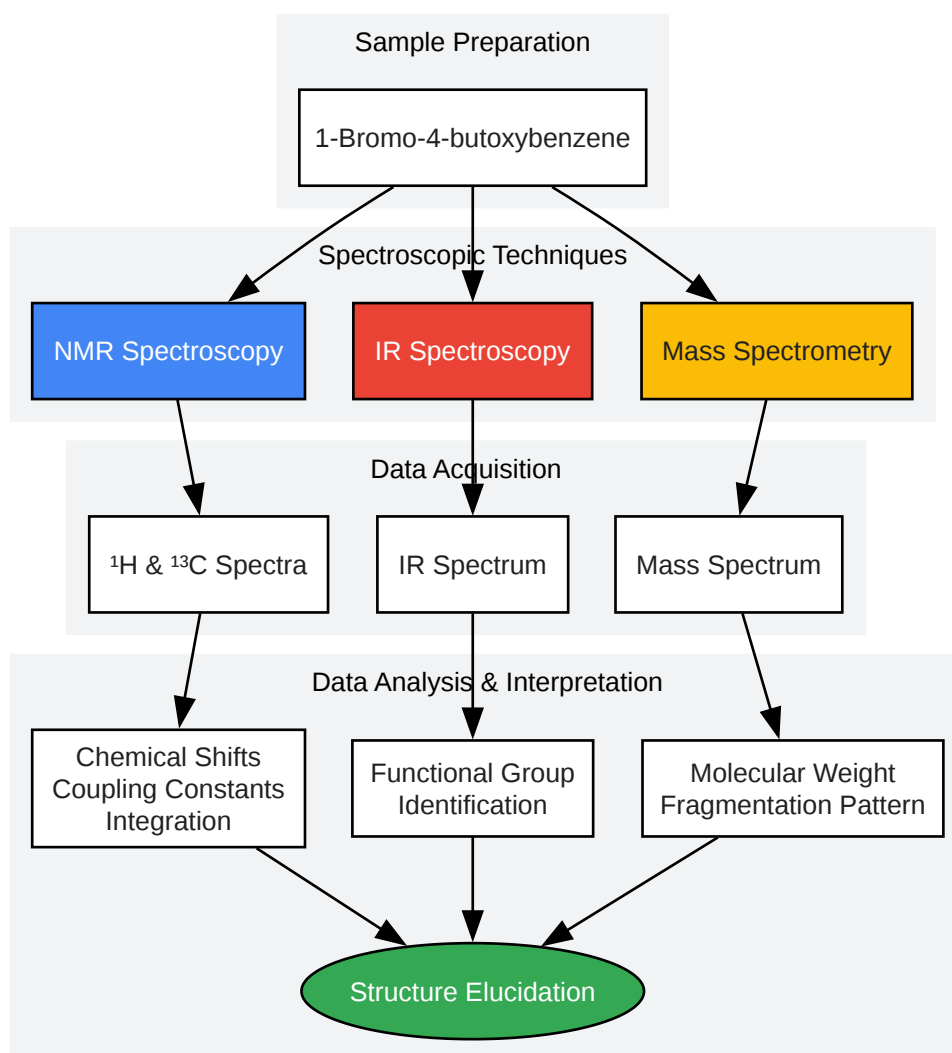 Sample Preparation
1-Bromo-4-butoxybenzene
Spectroscopic Techniques
NMR Spectroscopy
IR Spectroscopy
Mass Spectrometry
Data Acquisition
¹H & ¹³C Spectra
IR Spectrum
Mass Spectrum
Data Analysis & Interpretation
Chemical Shifts
Coupling Constants
Integration
Functional Group
Identification
Molecular Weight
Fragmentation Pattern
Structure Elucidation